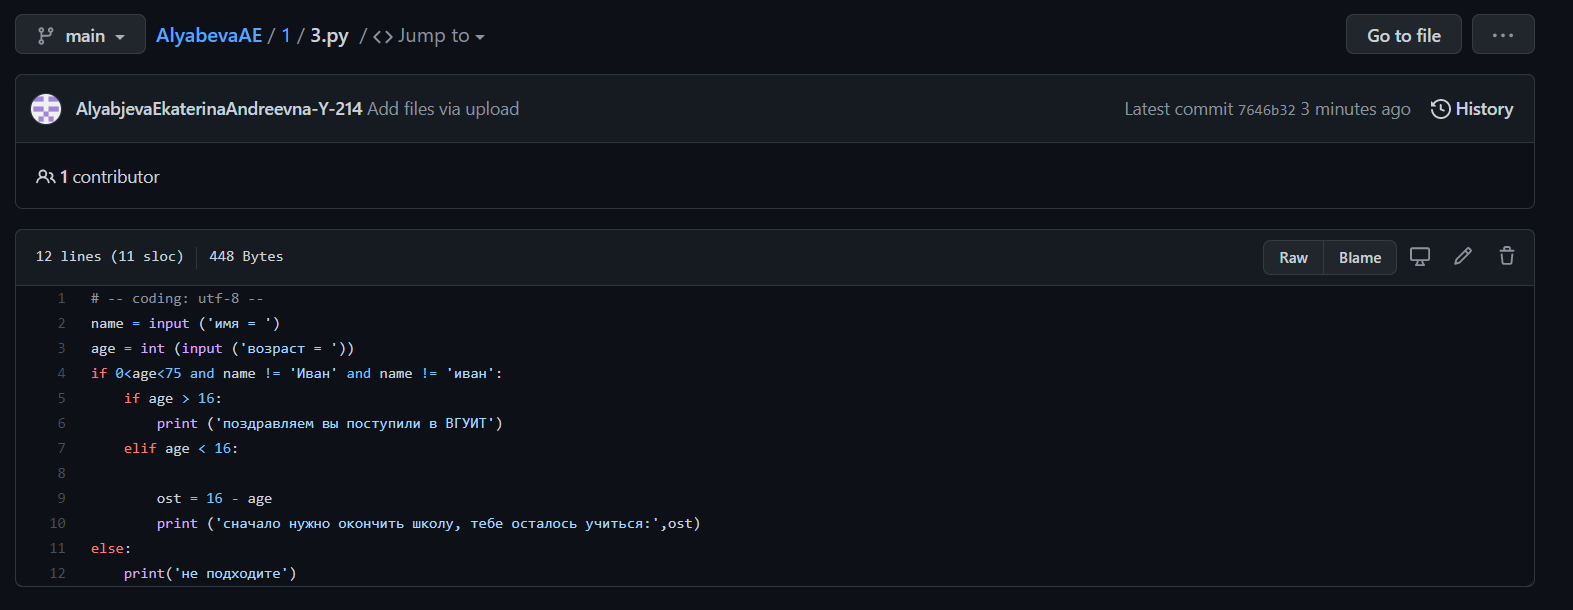 main
AlyabevaAE / 1 / 3.py / <> Jump to
Go to file
...
AlyabjevaEkaterinaAndreevna-Y-214 Add files via upload
Latest commit 7646b32 3 minutes ago
History
1 contributor
12 lines (11 sloc) 448 Bytes
Raw
Blame
1 # -- coding: utf-8 --
2 name = input ('имя = ')
3 age = int (input ('возраст = '))
4 if 0<age<75 and name != 'Иван' and name != 'иван':
5     if age > 16:
6         print ('поздравляем вы поступили в ВГУИТ')
7     elif age < 16:
8
9         ost = 16 - age
10         print ('сначало нужно окончить школу, тебе осталось учиться:',ost)
11 else:
12     print('не подходите')